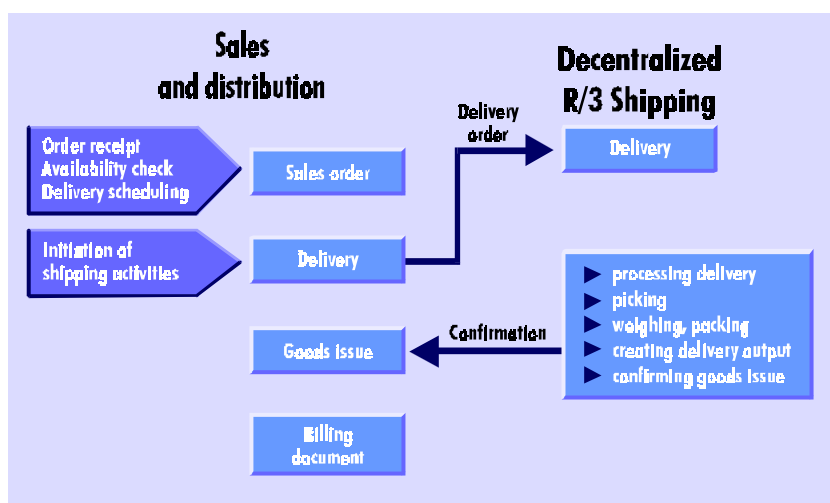 Sales
and distribution
Decentralized
R/3 Shipping
Order receipt
Availability check
Delivery scheduling
Sales order
Delivery
order
Delivery
Initiation of
shipping activities
Delivery
Goods issue
Confirmation
processing delivery
picking
weighing, packing
creating delivery output
confirming goods issue
Billing
document